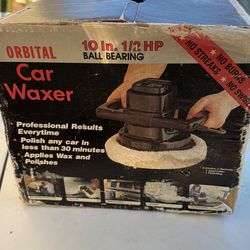 ORBITAL
10 in. 1/2 HP
BALL BEARING
Car
Waxer
NO BURNS
NO STREAKS
NO
Professional Results
Everytime
• Polish any car in
less than 30 minutes
• Applies Wax and
Polishes